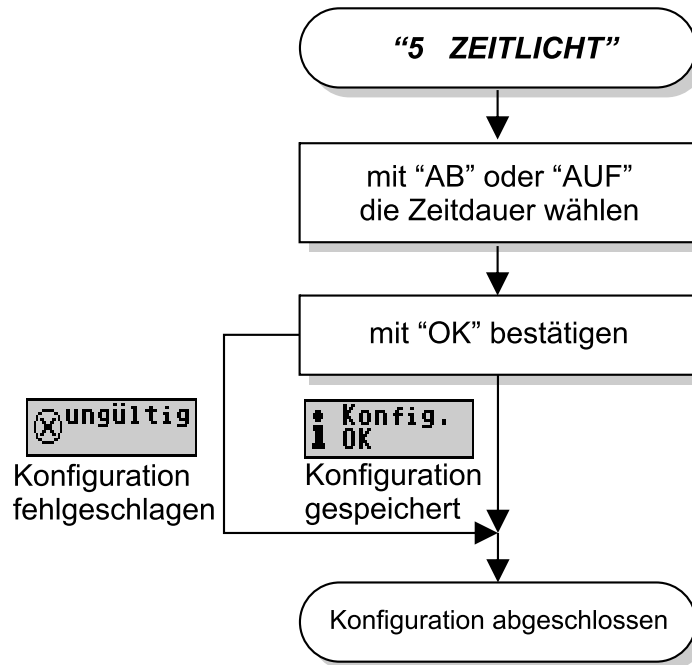 “5 ZEITLICHT”
mit “AB” oder “AUF”
die Zeitdauer wählen
mit “OK” bestätigen
ungültig
Konfiguration
fehlgeschlagen
Konfig.
OK
Konfiguration
gespeichert
Konfiguration abgeschlossen